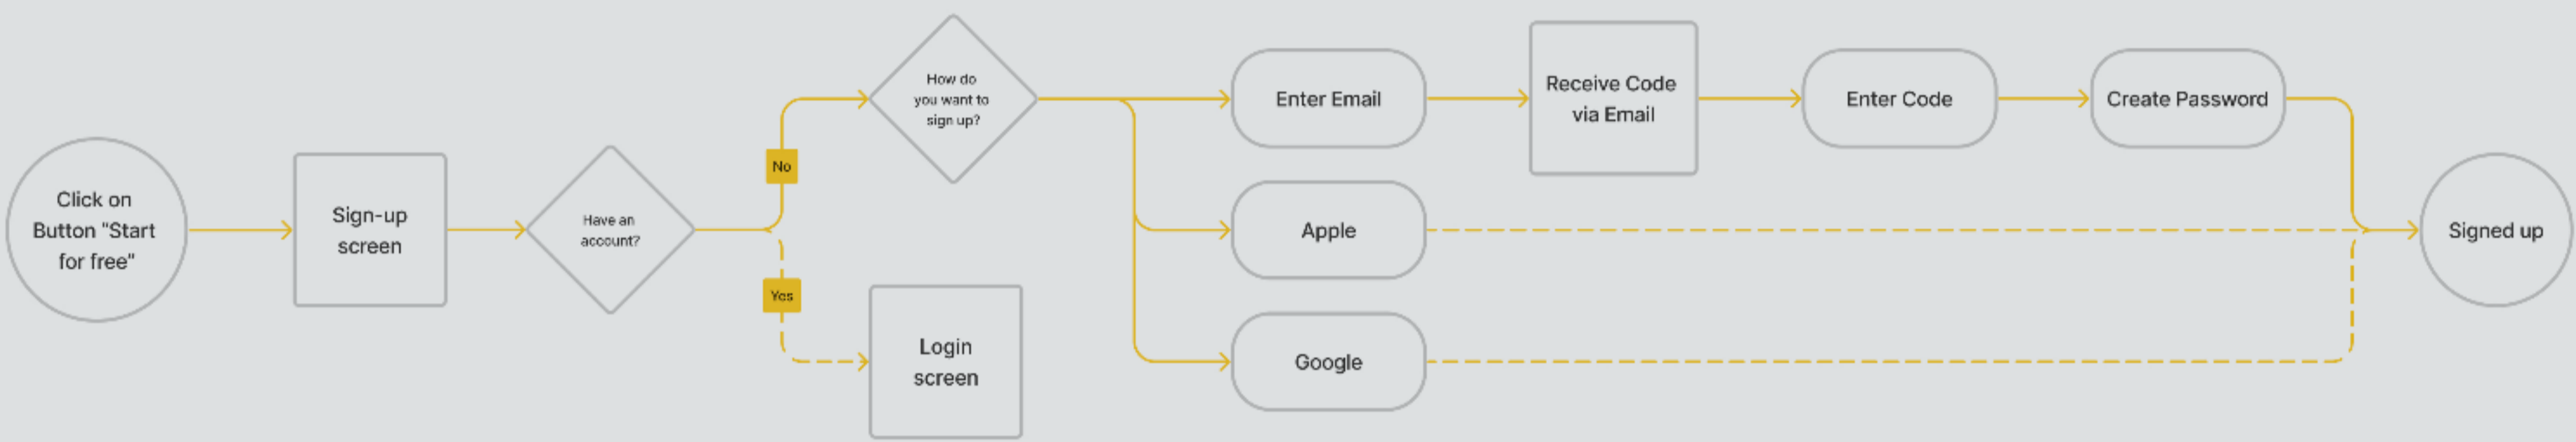 Click on
Button "Start
for free"
Sign-up
screen
Have an
account?
No
Yes
How do
you want to
sign up?
Login
screen
Enter Email
Receive Code
via Email
Enter Code
Create Password
Apple
Google
Signed up